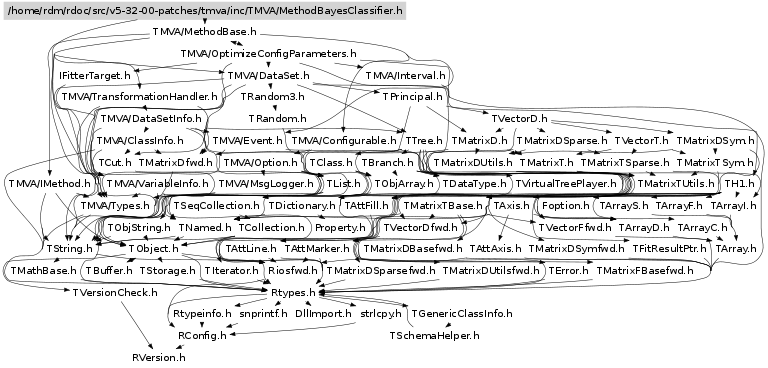 /home/rdm/rdoc/src/v5-32-00-patches/tmva/inc/TMVA/MethodBayesClassifier.h
TMVA/MethodBase.h
TMVA/OptimizeConfigParameters.h
IFitterTarget.h TMVA/DataSet.h TMVA/Interval.h
TMVA/TransformationHandler.h TRandom3.h TPrincipal.h
TMVA/DataSetInfo.h TRandom.h TVectorD.h
TMVA/ClassInfo.h TMVA/Event.h TMVA/Configurable.h TTree.h TMatrixD.h TMatrixDSparse.h TVectorT.h TMatrixDSym.h
TCut.h TMatrixDfwd.h TMVA/Option.h TClass.h TBranch.h TMatrixDUtils.h TMatrixT.h TMatrixTSparse.h TMatrixTSym.h
TMVA/IMethod.h TMVA/VariableInfo.h TMVA/MsgLogger.h TList.h TObjArray.h TDataType.h TVirtualTreePlayer.h TMatrixTUtils.h TH1.h
TMVA/Types.h TSeqCollection.h TDictionary.h TAttFill.h TMatrixTBase.h TAxis.h Foption.h TArrayS.h TArrayF.h TArrayI.h
TObjString.h TNamed.h TCollection.h Property.h TVectorDfwd.h TVectorFfwd.h TArrayD.h TArrayC.h
TString.h TObject.h TAttLine.h TAttMarker.h TMatrixDBasefwd.h TAttAxis.h TMatrixDSymfwd.h TFitResultPtr.h TArray.h
TMathBase.h TBuffer.h TStorage.h TIterator.h Riosfwd.h TMatrixDSparsefwd.h TMatrixDUtilsfwd.h TError.h TMatrixFBasefwd.h
TVersionCheck.h Rtypes.h
Rtypeinfo.h snprintf.h DllImport.h strlcpy.h TGenericClassInfo.h
RConfig.h TSchemaHelper.h
RVersion.h